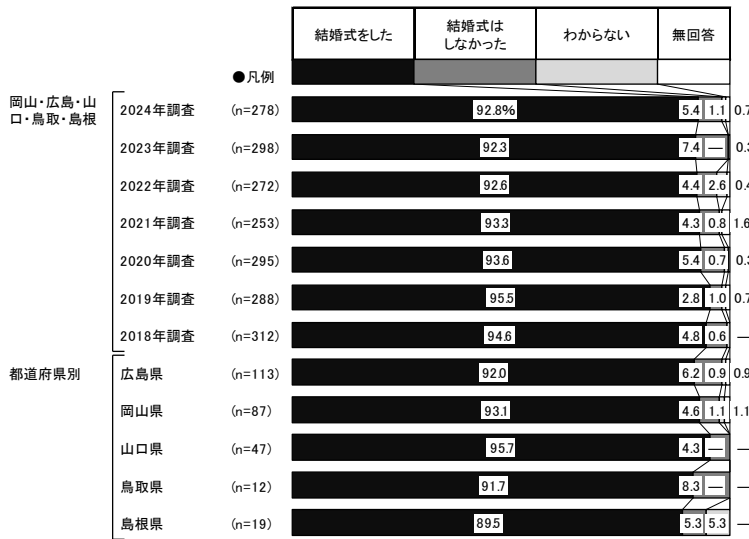 結婚式をした 結婚式は しなかった わからない 無回答
●凡例
岡山・広島・山
口・鳥取・島根
2024年調査 (n=278) 92.8% 5.4 1.1 0.7
2023年調査 (n=298) 92.3 7.4 — 0.3
2022年調査 (n=272) 92.6 4.4 2.6 0.4
2021年調査 (n=253) 93.3 4.3 0.8 1.6
2020年調査 (n=295) 93.6 5.4 0.7 0.3
2019年調査 (n=288) 95.5 2.8 1.0 0.7
2018年調査 (n=312) 94.6 4.8 0.6 —
都道府県別
広島県 (n=113) 92.0 6.2 0.9 0.9
岡山県 (n=87) 93.1 4.6 1.1 1.1
山口県 (n=47) 95.7 4.3 — —
鳥取県 (n=12) 91.7 8.3 — —
島根県 (n=19) 89.5 5.3 5.3 —